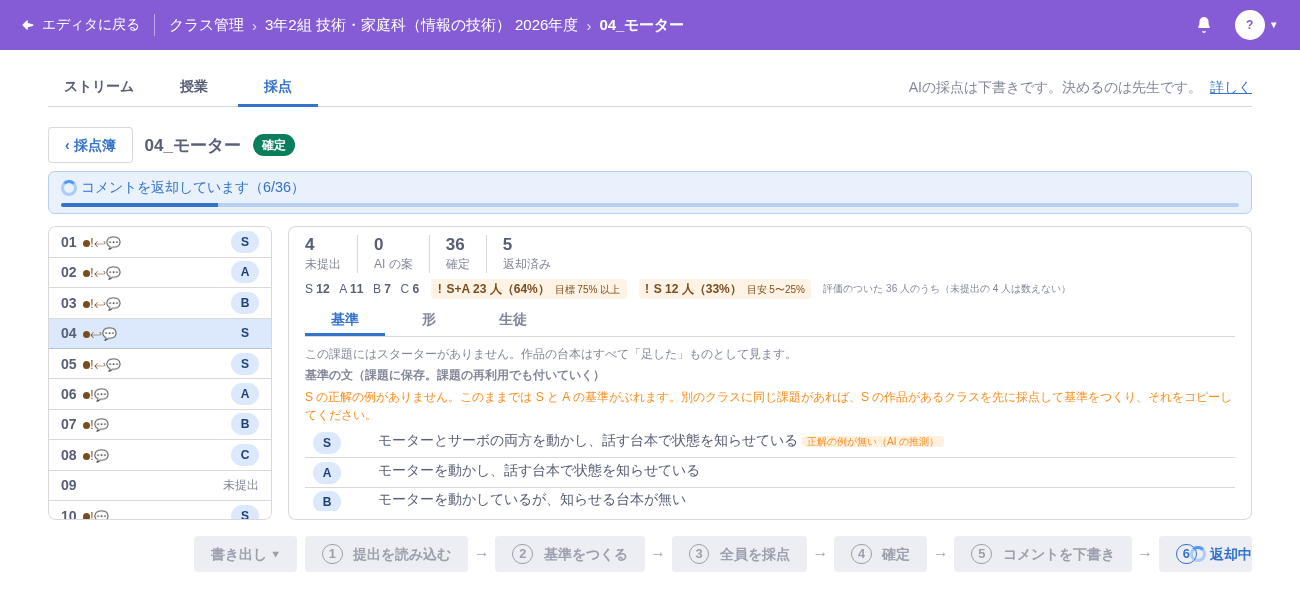 エディタに戻る クラス管理 › 3年2組 技術・家庭科（情報の技術） 2026年度 › 04_モーター ? ▾
ストリーム 授業 採点 AIの採点は下書きです。決めるのは先生です。 詳しく
‹ 採点簿 04_モーター 確定
コメントを返却しています（6/36）
01 ●!↩💬 S
02 ●!↩💬 A
03 ●!↩💬 B
04 ●↩💬 S
05 ●!↩💬 S
06 ●!💬 A
07 ●!💬 B
08 ●!💬 C
09 未提出
10 ●!💬 S
4 0 36 5
未提出 AI の案 確定 返却済み
S 12 A 11 B 7 C 6 ! S+A 23 人（64%） 目標 75% 以上 ! S 12 人（33%） 目安 5〜25% 評価のついた 36 人のうち（未提出の 4 人は数えない）
基準 形 生徒
この課題にはスターターがありません。作品の台本はすべて「足した」ものとして見ます。
基準の文（課題に保存。課題の再利用でも付いていく）
S の正解の例がありません。このままでは S と A の基準がぶれます。別のクラスに同じ課題があれば、S の作品があるクラスを先に採点して基準をつくり、それをコピーし
てください。
S モーターとサーボの両方を動かし、話す台本で状態を知らせている 正解の例が無い（AI の推測）
A モーターを動かし、話す台本で状態を知らせている
B モーターを動かしているが、知らせる台本が無い
書き出し ▾ 1 提出を読み込む → 2 基準をつくる → 3 全員を採点 → 4 確定 → 5 コメントを下書き → 6 返却中